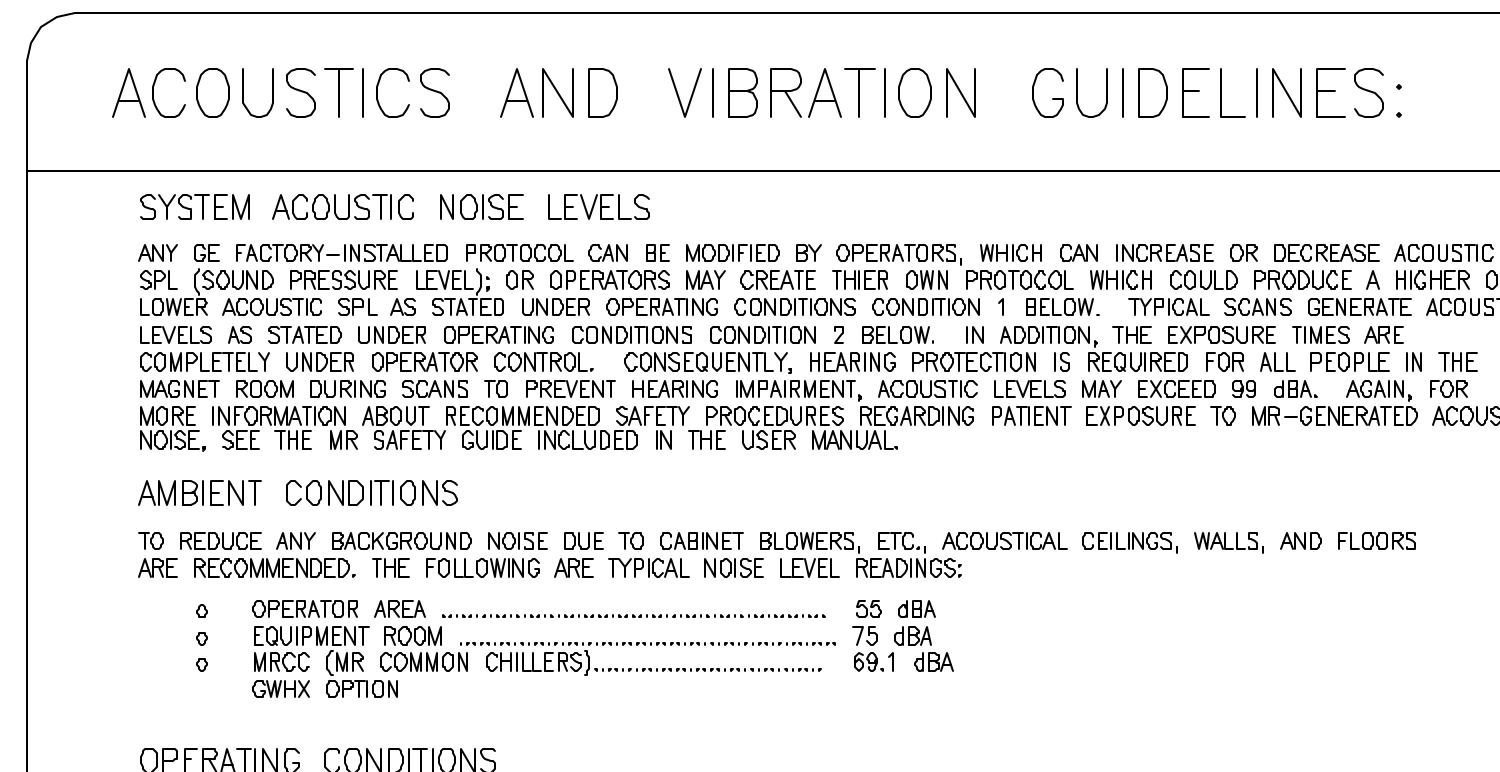 ACOUSTICS AND VIBRATION GUIDELINES:
SYSTEM ACOUSTIC NOISE LEVELS
ANY GE FACTORY-INSTALLED PROTOCOL CAN BE MODIFIED BY OPERATORS, WHICH CAN INCREASE OR DECREASE ACOUSTIC
SPL (SOUND PRESSURE LEVEL); OR OPERATORS MAY CREATE THIER OWN PROTOCOL WHICH COULD PRODUCE A HIGHER O
LOWER ACOUSTIC SPL AS STATED UNDER OPERATING CONDITIONS CONDITION 1 BELOW. TYPICAL SCANS GENERATE ACOUST
LEVELS AS STATED UNDER OPERATING CONDITIONS CONDITION 2 BELOW. IN ADDITION, THE EXPOSURE TIMES ARE
COMPLETELY UNDER OPERATOR CONTROL. CONSEQUENTLY, HEARING PROTECTION IS REQUIRED FOR ALL PEOPLE IN THE
MAGNET ROOM DURING SCANS TO PREVENT HEARING IMPAIRMENT, ACOUSTIC LEVELS MAY EXCEED 99 dBA. AGAIN, FOR
MORE INFORMATION ABOUT RECOMMENDED SAFETY PROCEDURES REGARDING PATIENT EXPOSURE TO MR-GENERATED ACOUS
NOISE, SEE THE MR SAFETY GUIDE INCLUDED IN THE USER MANUAL.
AMBIENT CONDITIONS
TO REDUCE ANY BACKGROUND NOISE DUE TO CABINET BLOWERS, ETC., ACOUSTICAL CEILINGS, WALLS, AND FLOORS
ARE RECOMMENDED. THE FOLLOWING ARE TYPICAL NOISE LEVEL READINGS:
o OPERATOR AREA ........................................................ 55 dBA
o EQUIPMENT ROOM ....................................................... 75 dBA
o MRCC (MR COMMON CHILLERS)................................. 69.1 dBA
GWHX OPTION
OPERATING CONDITIONS